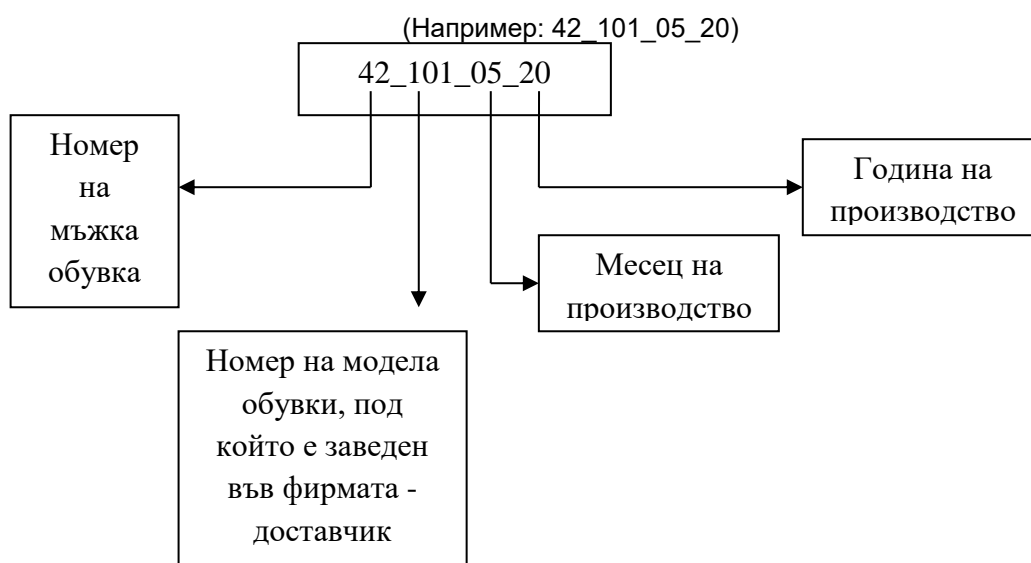 (Например: 42_101_05_20)
42_101_05_20
Номер
на
мъжка
обувка
Година на
производство
Месец на
производство
Номер на модела
обувки, под
който е заведен
във фирмата -
доставчик